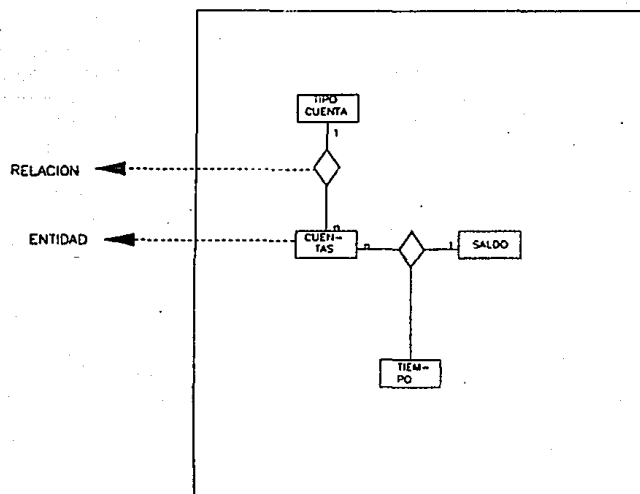 TIPO
CUENTA
1
RELACION
n
ENTIDAD
CUEN-
TAS
n
1
SALDO
TIEM-
PO